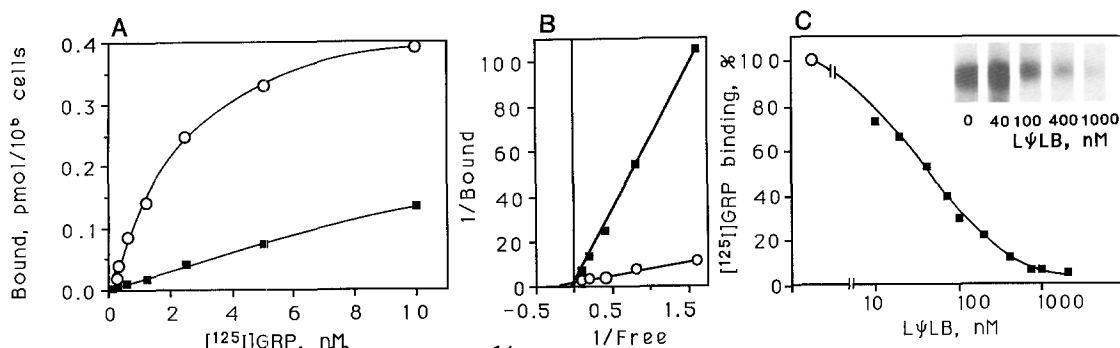 A
Bound, pmol/10⁶ cells
0.4
0.3
0.2
0.1
0.0
0 2 4 6 8 10
[¹²⁵I]GRP, nM
B
1/Bound
100
80
60
40
20
0
-0.5 0.5 1.5
1/Free
C
[¹²⁵I]GRP binding, %
100
80
60
40
20
0
10 100 1000
LψLB, nM
0 40 100 400 1000
LψLB, nM